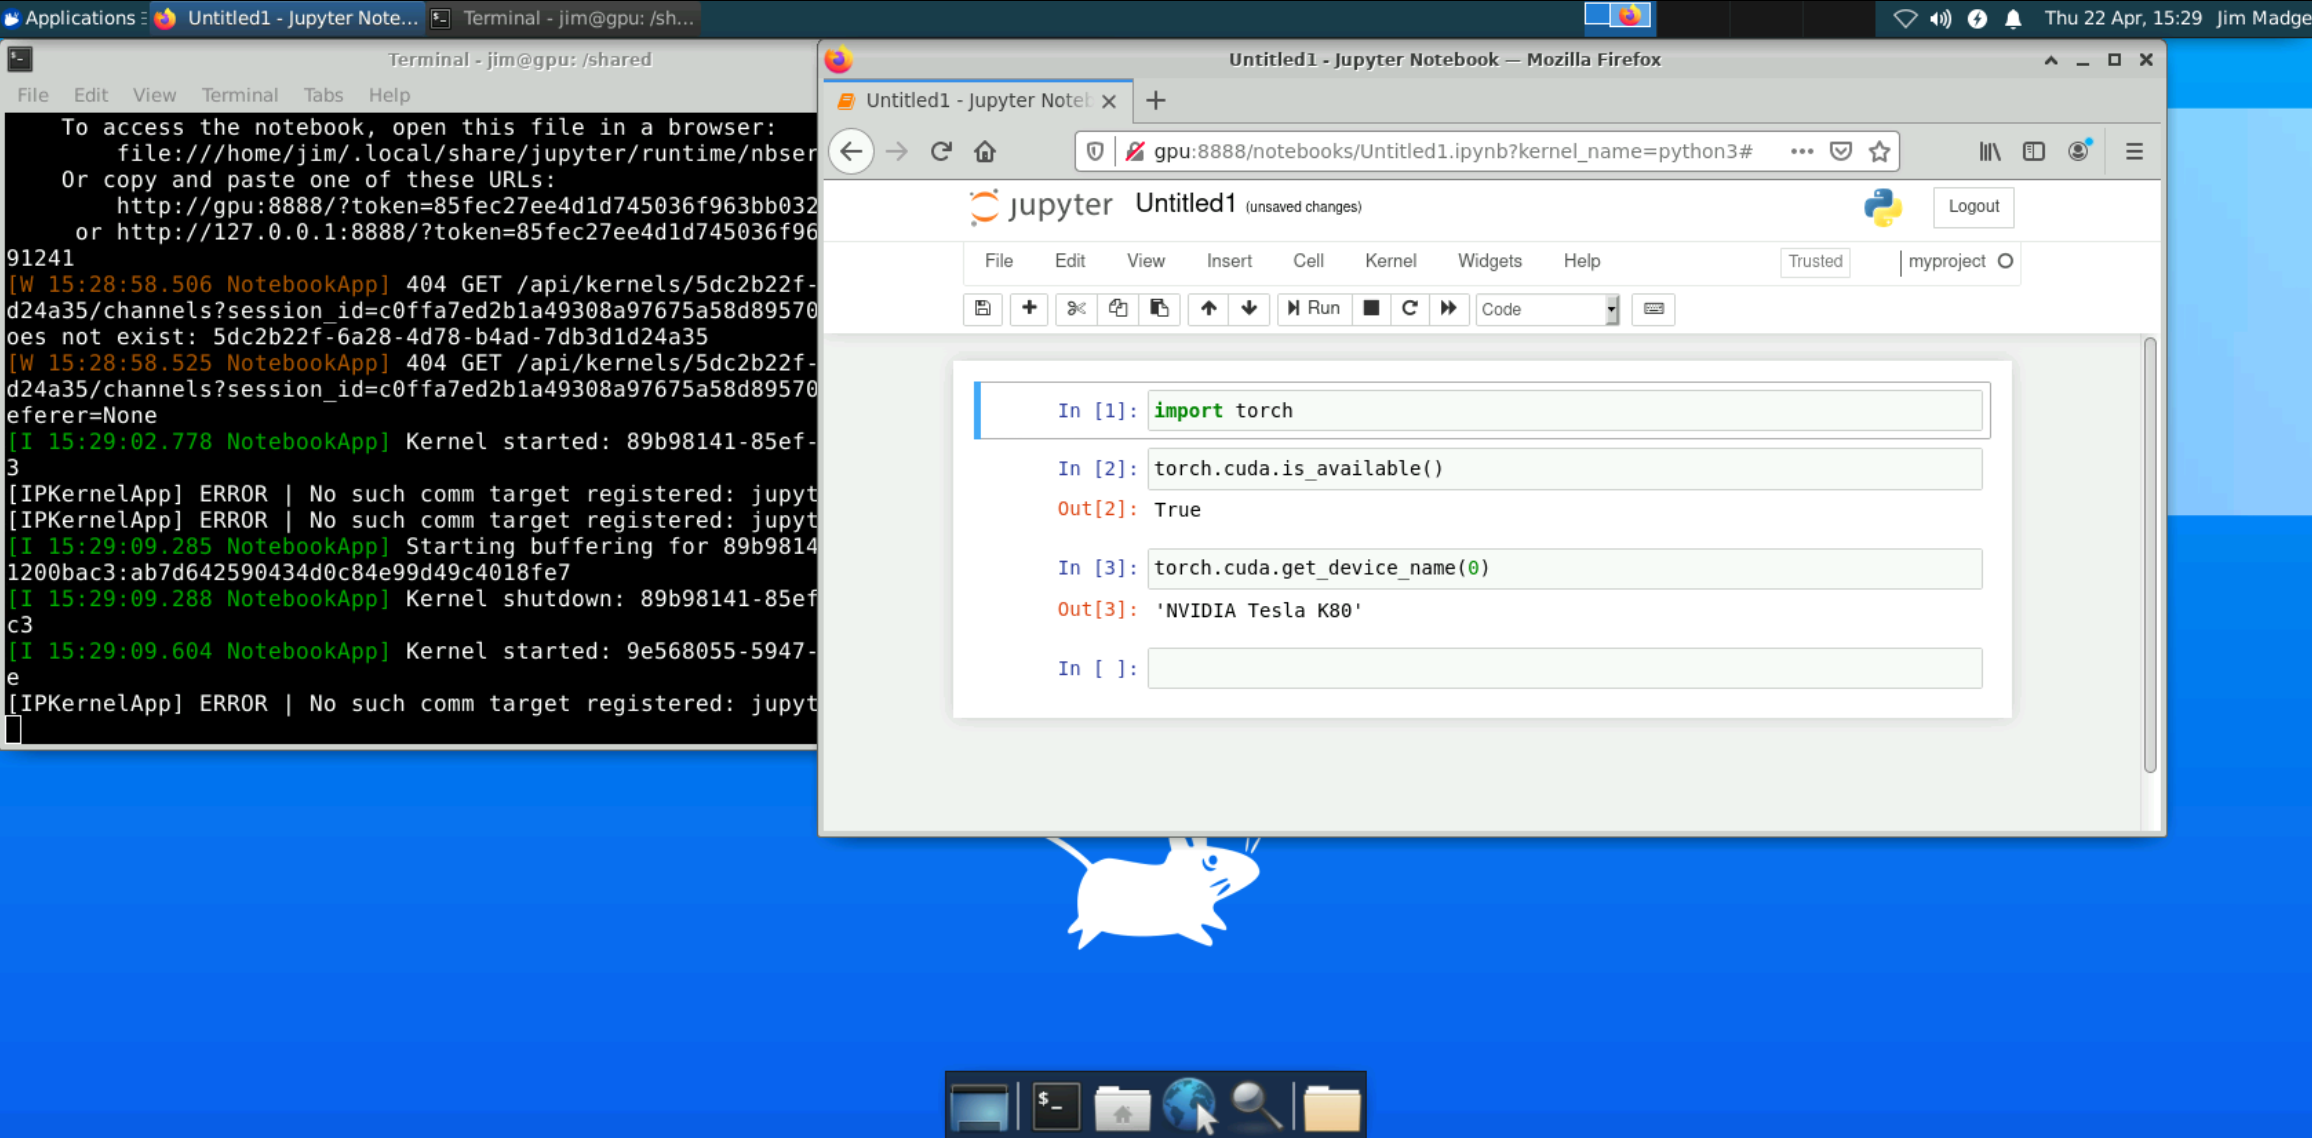 Applications
Untitled1 - Jupyter Note...
Terminal - jim@gpu: /sh...
Thu 22 Apr, 15:29
Jim Madge
Terminal - jim@gpu: /shared
File Edit View Terminal Tabs Help
To access the notebook, open this file in a browser:
file:///home/jim/.local/share/jupyter/runtime/nbser
Or copy and paste one of these URLs:
http://gpu:8888/?token=85fec27ee4d1d745036f963bb032
or http://127.0.0.1:8888/?token=85fec27ee4d1d745036f96
91241
[W 15:28:58.506 NotebookApp] 404 GET /api/kernels/5dc2b22f-
d24a35/channels?session_id=c0ffa7ed2b1a49308a97675a58d89570
oes not exist: 5dc2b22f-6a28-4d78-b4ad-7db3d1d24a35
[W 15:28:58.525 NotebookApp] 404 GET /api/kernels/5dc2b22f-
d24a35/channels?session_id=c0ffa7ed2b1a49308a97675a58d89570
eferer=None
[I 15:29:02.778 NotebookApp] Kernel started: 89b98141-85ef-
3
[IPKernelApp] ERROR | No such comm target registered: jupyt
[IPKernelApp] ERROR | No such comm target registered: jupyt
[I 15:29:09.285 NotebookApp] Starting buffering for 89b9814
1200bac3:ab7d642590434d0c84e99d49c4018fe7
[I 15:29:09.288 NotebookApp] Kernel shutdown: 89b98141-85ef
c3
[I 15:29:09.604 NotebookApp] Kernel started: 9e568055-5947-
e
[IPKernelApp] ERROR | No such comm target registered: jupyt
Untitled1 - Jupyter Notebook — Mozilla Firefox
Untitled1 - Jupyter Noteb
gpu:8888/notebooks/Untitled1.ipynb?kernel_name=python3#
jupyter Untitled1 (unsaved changes)
Logout
File Edit View Insert Cell Kernel Widgets Help
Trusted
myproject
Run
Code
In [1]: import torch
In [2]: torch.cuda.is_available()
Out[2]: True
In [3]: torch.cuda.get_device_name(0)
Out[3]: 'NVIDIA Tesla K80'
In [ ]:
$_